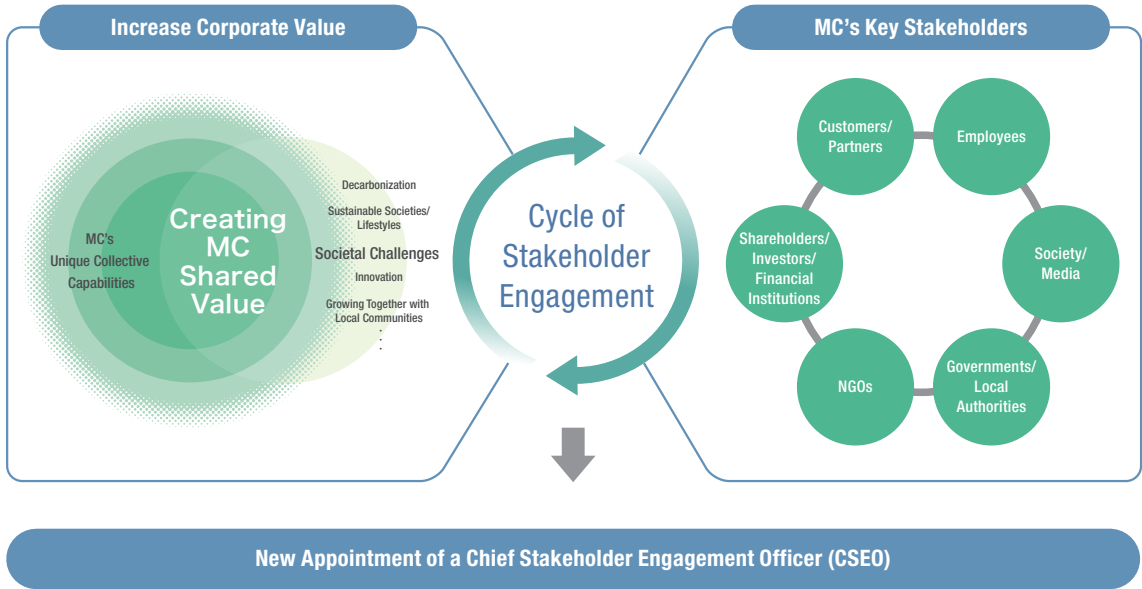 Increase Corporate Value
MC's Key Stakeholders
MC's
Unique Collective
Capabilities
Creating
MC
Shared
Value
Decarbonization
Sustainable Societies/
Lifestyles
Societal Challenges
Innovation
Growing Together with
Local Communities
Cycle of
Stakeholder
Engagement
Customers/
Partners
Employees
Shareholders/
Investors/
Financial
Institutions
Society/
Media
NGOs
Governments/
Local
Authorities
New Appointment of a Chief Stakeholder Engagement Officer (CSEO)